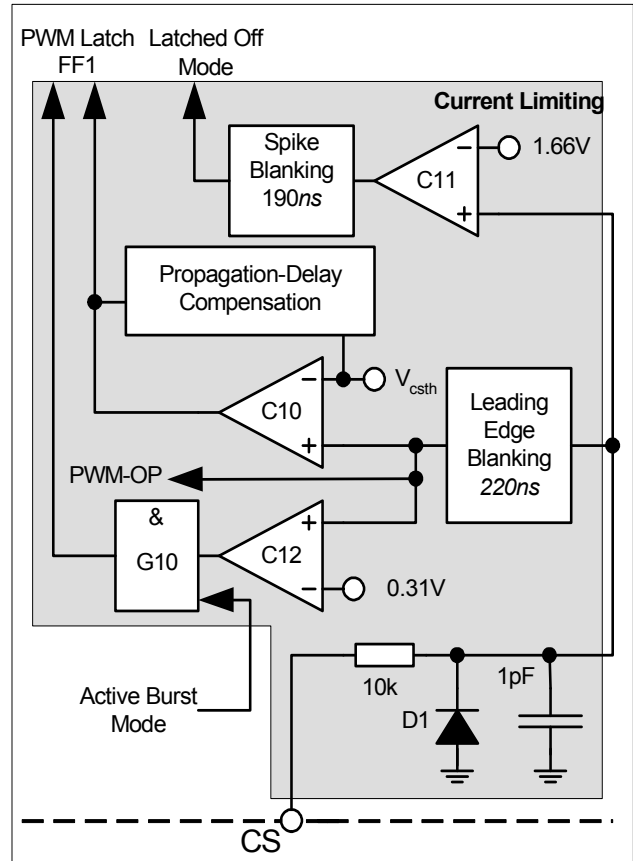 PWM Latch
FF1
Latched Off
Mode
Current Limiting
Spike
Blanking
190ns
C11
−
+
1.66V
Propagation-Delay
Compensation
C10
−
+
Vcsth
Leading
Edge
Blanking
220ns
PWM-OP
&
G10
C12
+
−
0.31V
Active Burst
Mode
10k
D1
1pF
CS